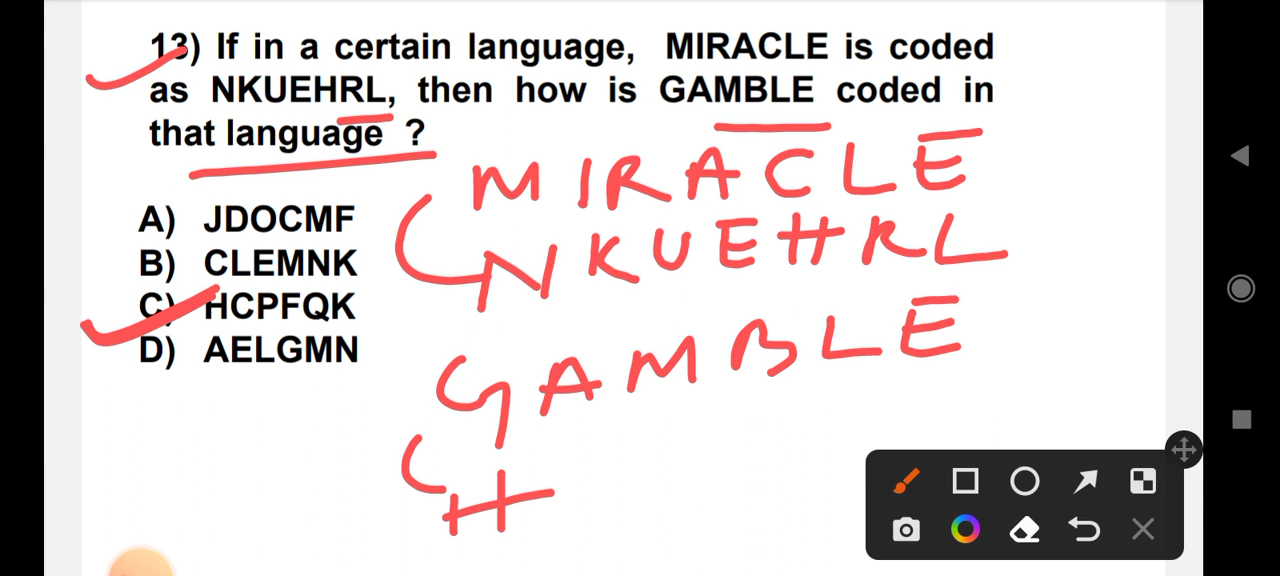 13) If in a certain language, MIRACLE is coded
as NKUEHRL, then how is GAMBLE coded in
that language ?
A) JDOCMF
B) CLEMNK
C) HCPFQK
D) AELGMN
MIRACLE
NKUEHRL
GAMBLE
H